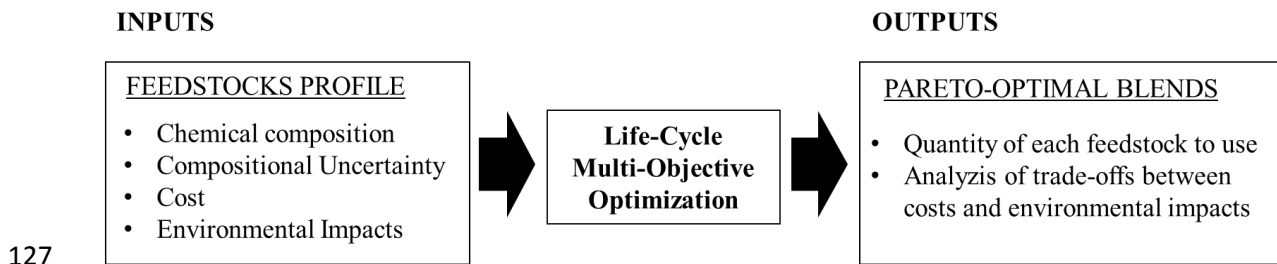 INPUTS
OUTPUTS
FEEDSTOCKS PROFILE
• Chemical composition
• Compositional Uncertainty
• Cost
• Environmental Impacts
Life-Cycle
Multi-Objective
Optimization
PARETO-OPTIMAL BLENDS
• Quantity of each feedstock to use
• Analyzis of trade-offs between
costs and environmental impacts
127